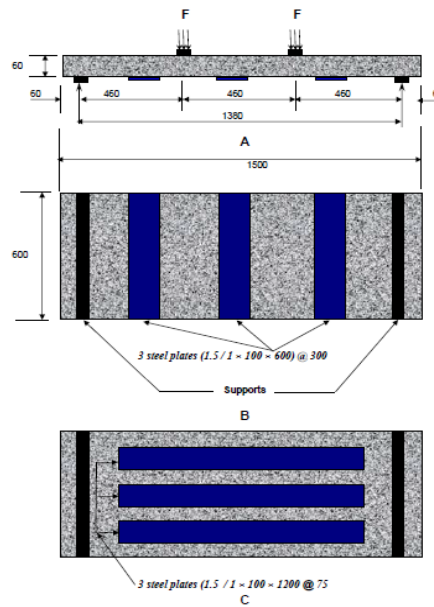 F F
60
60 460 460 460 6
1380
A
1500
600
3 steel plates (1.5 / 1 × 100 × 600) @ 300
Supports
B
3 steel plates (1.5 / 1 × 100 × 1200 @ 75
C